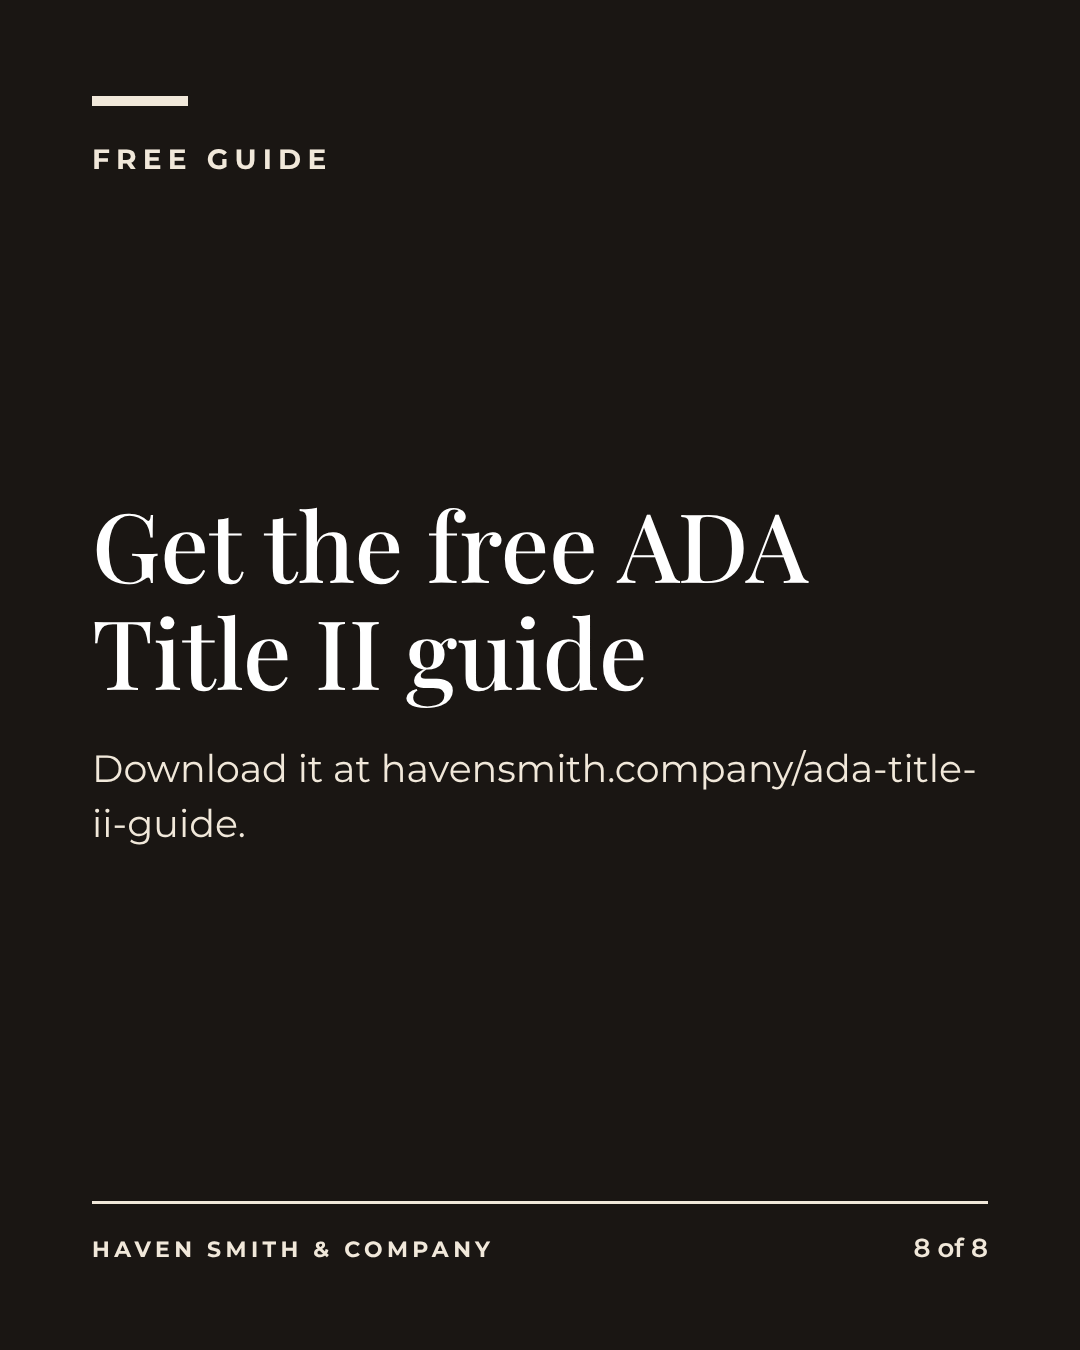 FREE GUIDE
Get the free ADA
Title II guide
Download it at havensmith.company/ada-title-
ii-guide.
HAVEN SMITH & COMPANY
8 of 8